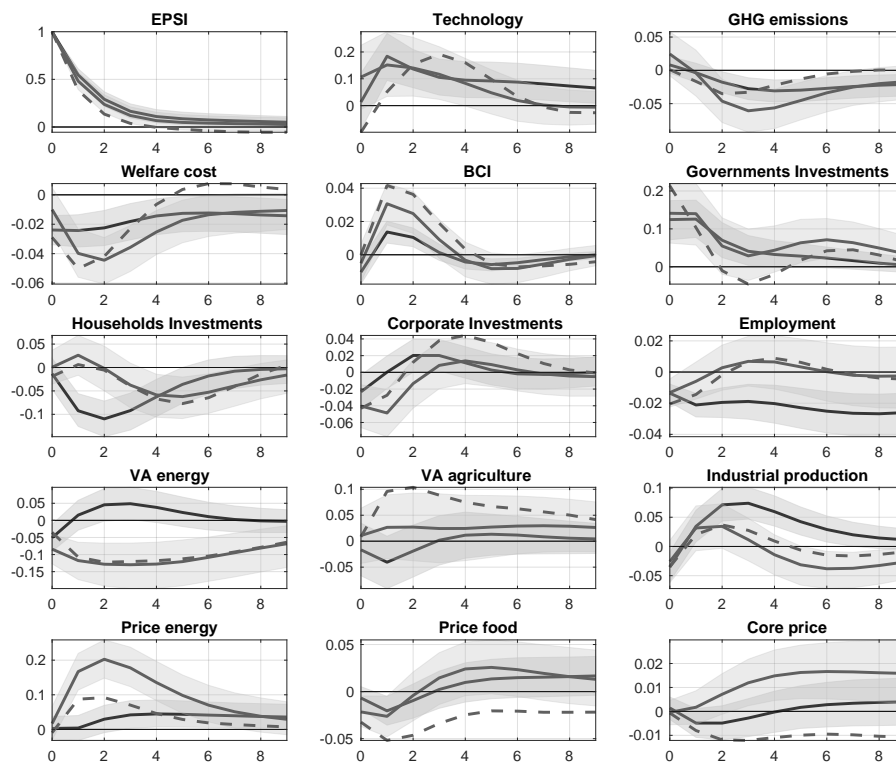 EPSI
1
0.5
0
0 2 4 6 8
Technology
0.2
0.1
0
0 2 4 6 8
GHG emissions
0.05
0
-0.05
0 2 4 6 8
Welfare cost
0
-0.02
-0.04
-0.06
0 2 4 6 8
BCI
0.04
0.02
0
0 2 4 6 8
Governments Investments
0.2
0.1
0
0 2 4 6 8
Households Investments
0.05
0
-0.05
-0.1
0 2 4 6 8
Corporate Investments
0.04
0.02
0
-0.02
-0.04
-0.06
0 2 4 6 8
Employment
0.02
0
-0.02
-0.04
0 2 4 6 8
VA energy
0.05
0
-0.05
-0.1
-0.15
0 2 4 6 8
VA agriculture
0.1
0.05
0
-0.05
0 2 4 6 8
Industrial production
0.1
0.05
0
-0.05
0 2 4 6 8
Price energy
0.2
0.1
0
0 2 4 6 8
Price food
0.05
0
-0.05
0 2 4 6 8
Core price
0.02
0.01
0
-0.01
0 2 4 6 8